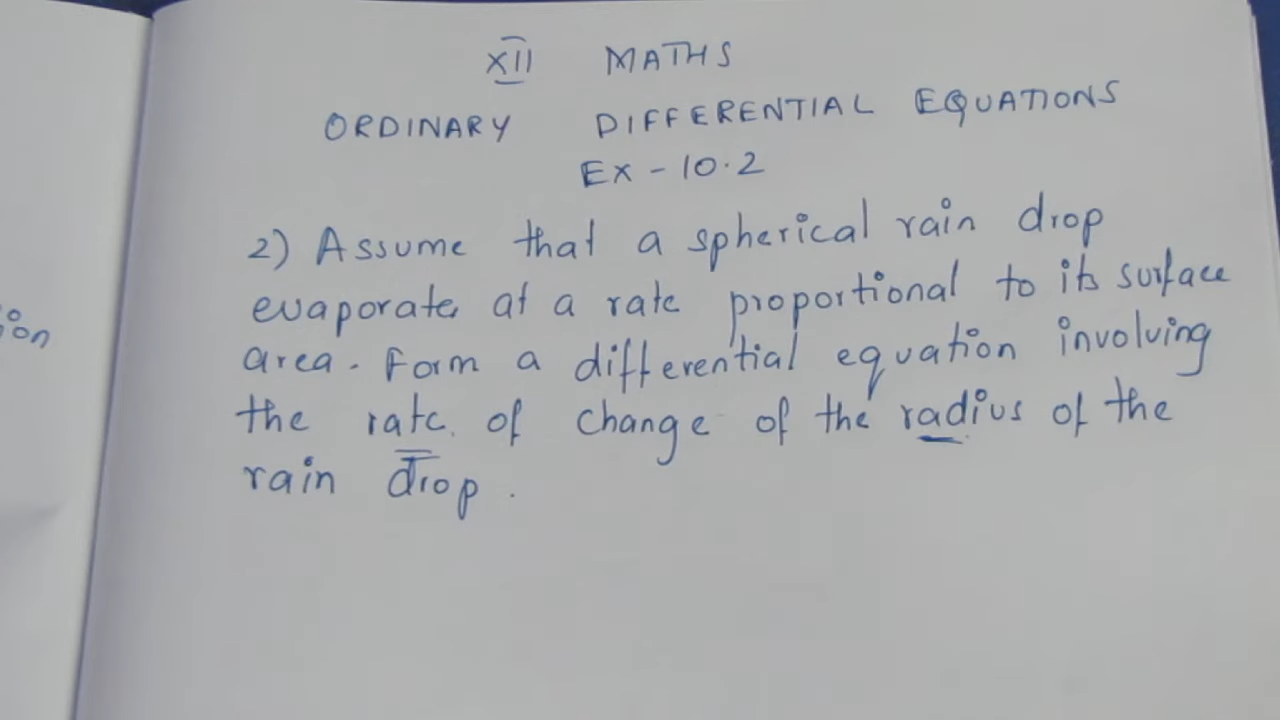 XII MATHS
ORDINARY DIFFERENTIAL EQUATIONS
EX - 10.2
2) Assume that a spherical rain drop
evaporates at a rate proportional to its surface
area. Form a differential equation involving
the rate of change of the radius of the
rain drop.